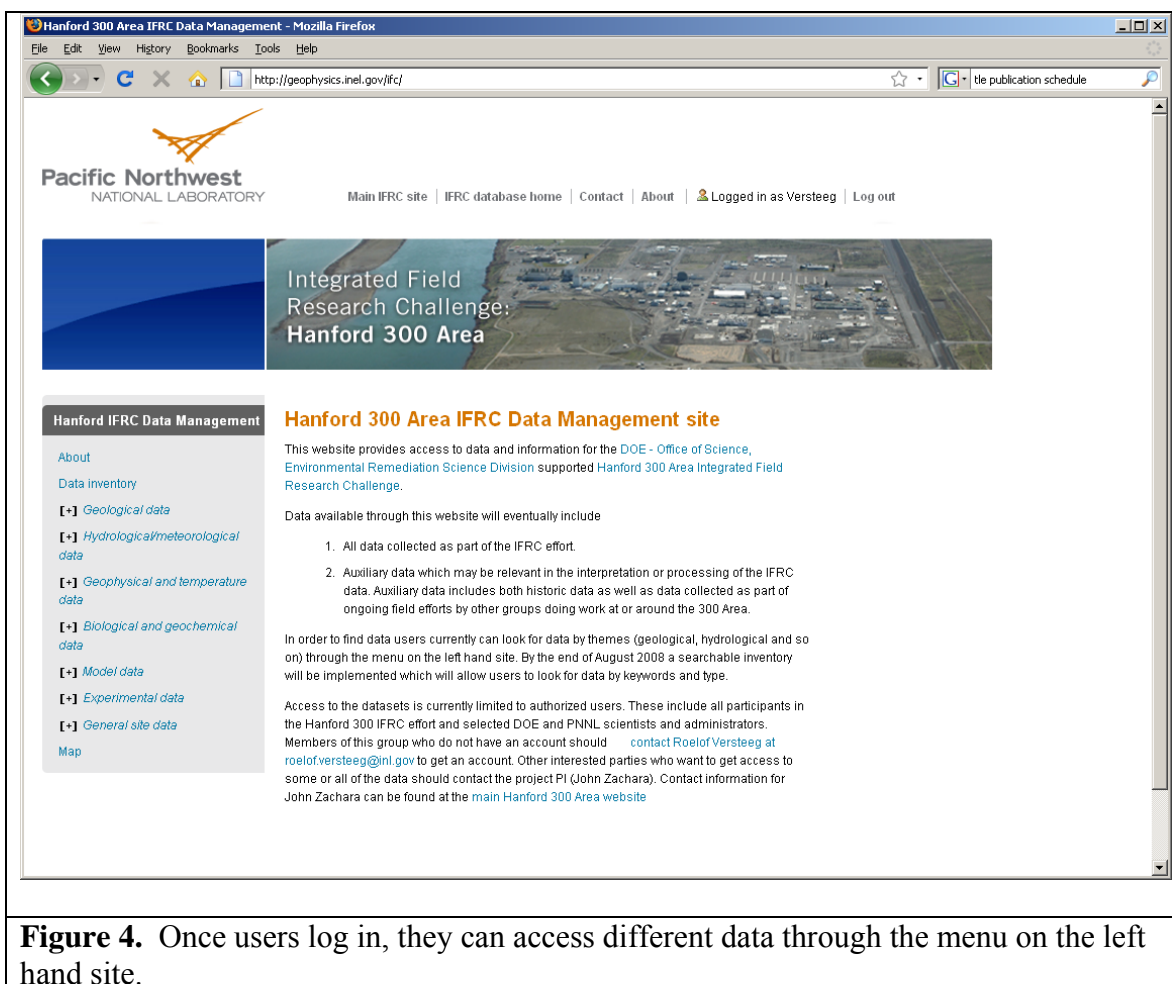 Hanford 300 Area IFRC Data Management - Mozilla Firefox
File Edit View History Bookmarks Tools Help
http://geophysics.inel.gov/ifc/
G tle publication schedule
Pacific Northwest
NATIONAL LABORATORY
Main IFRC site | IFRC database home | Contact | About | Logged in as Versteeg | Log out
Integrated Field
Research Challenge:
Hanford 300 Area
Hanford IFRC Data Management
About
Data inventory
[+] Geological data
[+] Hydrological/meteorological
data
[+] Geophysical and temperature
data
[+] Biological and geochemical
data
[+] Model data
[+] Experimental data
[+] General site data
Map
Hanford 300 Area IFRC Data Management site
This website provides access to data and information for the DOE - Office of Science,
Environmental Remediation Science Division supported Hanford 300 Area Integrated Field
Research Challenge.
Data available through this website will eventually include
1. All data collected as part of the IFRC effort.
2. Auxiliary data which may be relevant in the interpretation or processing of the IFRC
data. Auxiliary data includes both historic data as well as data collected as part of
ongoing field efforts by other groups doing work at or around the 300 Area.
In order to find data users currently can look for data by themes (geological, hydrological and so
on) through the menu on the left hand site. By the end of August 2008 a searchable inventory
will be implemented which will allow users to look for data by keywords and type.
Access to the datasets is currently limited to authorized users. These include all participants in
the Hanford 300 IFRC effort and selected DOE and PNNL scientists and administrators.
Members of this group who do not have an account should contact Roelof Versteeg at
roelof.versteeg@inl.gov to get an account. Other interested parties who want to get access to
some or all of the data should contact the project PI (John Zachara). Contact information for
John Zachara can be found at the main Hanford 300 Area website
Figure 4. Once users log in, they can access different data through the menu on the left
hand site.